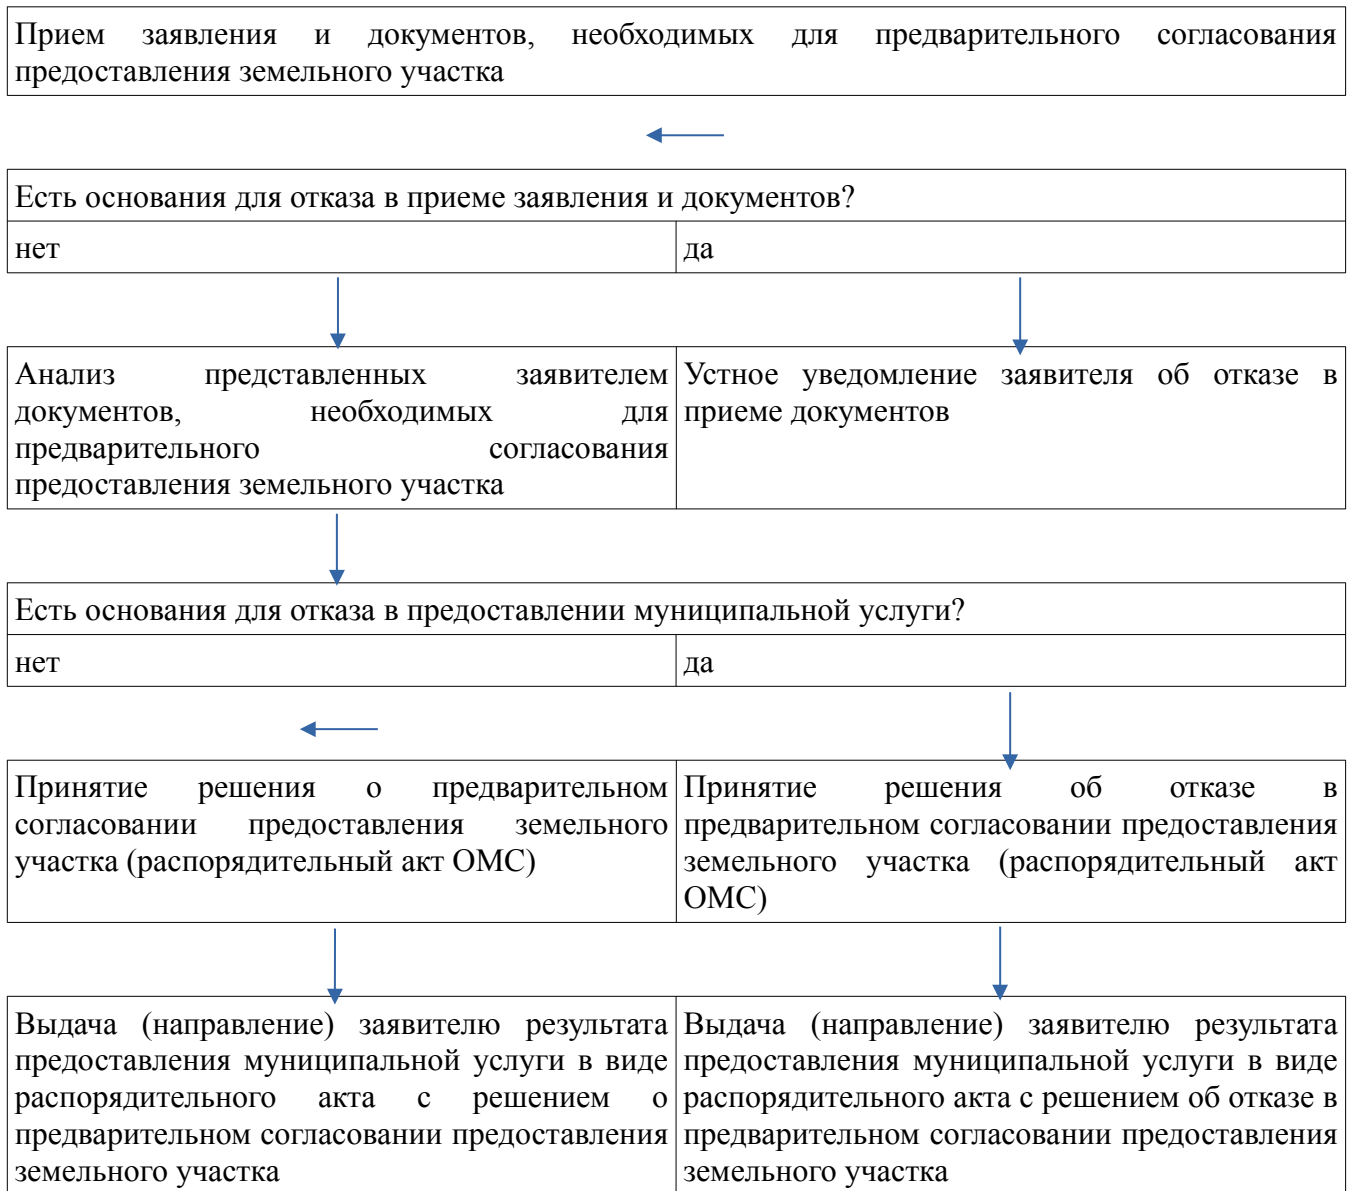 Прием заявления и документов, необходимых для предварительного согласования
предоставления земельного участка
Есть основания для отказа в приеме заявления и документов?
нет
да
Анализ представленных заявителем
документов, необходимых для
предварительного согласования
предоставления земельного участка
Устное уведомление заявителя об отказе в
приеме документов
Есть основания для отказа в предоставлении муниципальной услуги?
нет
да
Принятие решения о предварительном
согласовании предоставления земельного
участка (распорядительный акт ОМС)
Принятие решения об отказе в
предварительном согласовании предоставления
земельного участка (распорядительный акт
ОМС)
Выдача (направление) заявителю результата
предоставления муниципальной услуги в виде
распорядительного акта с решением о
предварительном согласовании предоставления
земельного участка
Выдача (направление) заявителю результата
предоставления муниципальной услуги в виде
распорядительного акта с решением об отказе в
предварительном согласовании предоставления
земельного участка